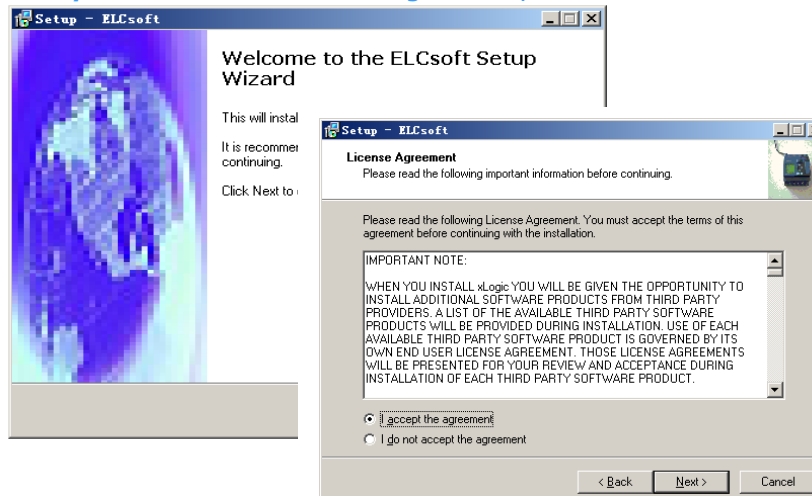 Setup - ELCsoft
Welcome to the ELCsoft Setup
Wizard
This will instal
It is recommer
continuing.
Click Next to
Setup - ELCsoft
License Agreement
Please read the following important information before continuing.
Please read the following License Agreement. You must accept the terms of this
agreement before continuing with the installation.
IMPORTANT NOTE:
WHEN YOU INSTALL xLogic YOU WILL BE GIVEN THE OPPORTUNITY TO
INSTALL ADDITIONAL SOFTWARE PRODUCTS FROM THIRD PARTY
PROVIDERS. A LIST OF THE AVAILABLE THIRD PARTY SOFTWARE
PRODUCTS WILL BE PROVIDED DURING INSTALLATION. USE OF EACH
AVAILABLE THIRD PARTY SOFTWARE PRODUCT IS GOVERNED BY ITS
OWN END USER LICENSE AGREEMENT. THOSE LICENSE AGREEMENTS
WILL BE PRESENTED FOR YOUR REVIEW AND ACCEPTANCE DURING
INSTALLATION OF EACH THIRD PARTY SOFTWARE PRODUCT.
I accept the agreement
I do not accept the agreement
< Back Next > Cancel